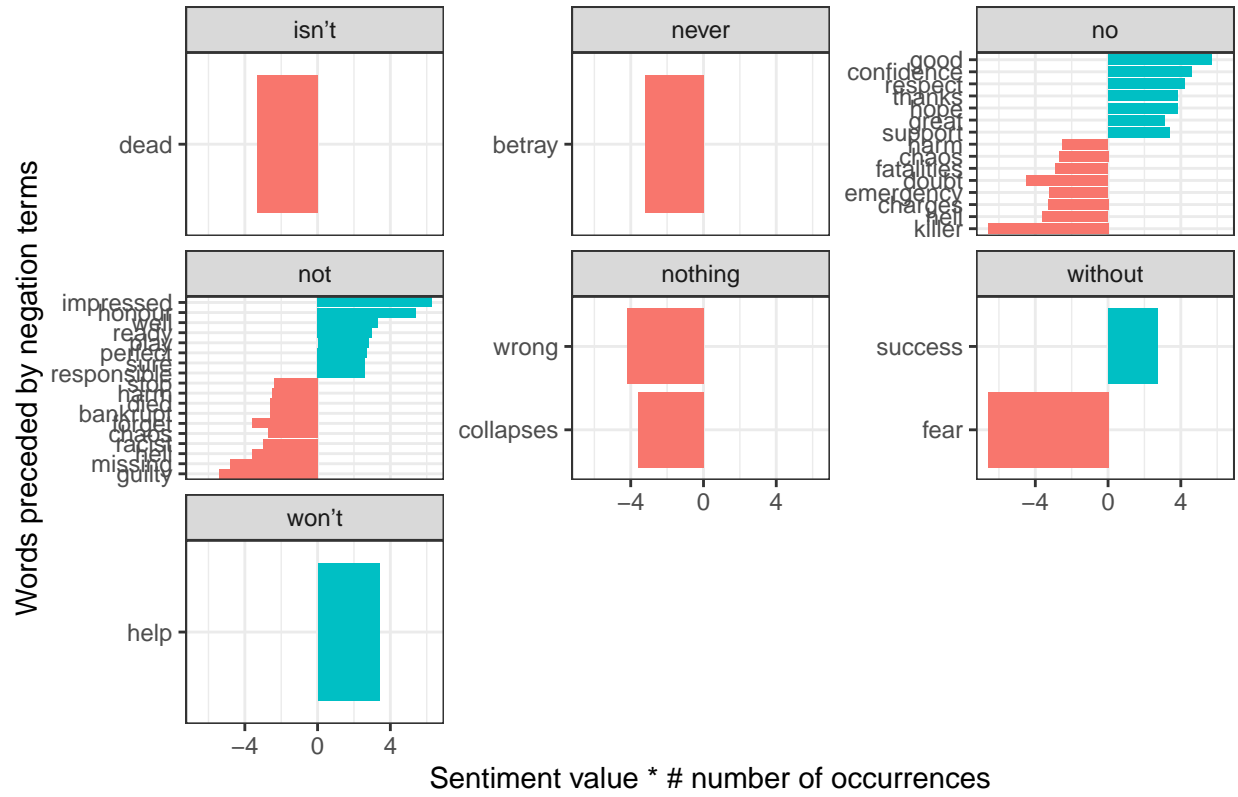 isn’t
never
no
dead
betray
good
confidence
respect
thanks
hope
great
support
harm
chaos
fatalities
doubt
emergency
charges
hell
killer
not
nothing
without
impressed
honour
well
ready
play
perfect
sure
responsible
stop
harm
died
bankrupt
forget
chaos
racist
hell
missing
guilty
wrong
collapses
success
fear
−4 0 4
−4 0 4
won’t
help
−4 0 4
Words preceded by negation terms
Sentiment value * # number of occurrences